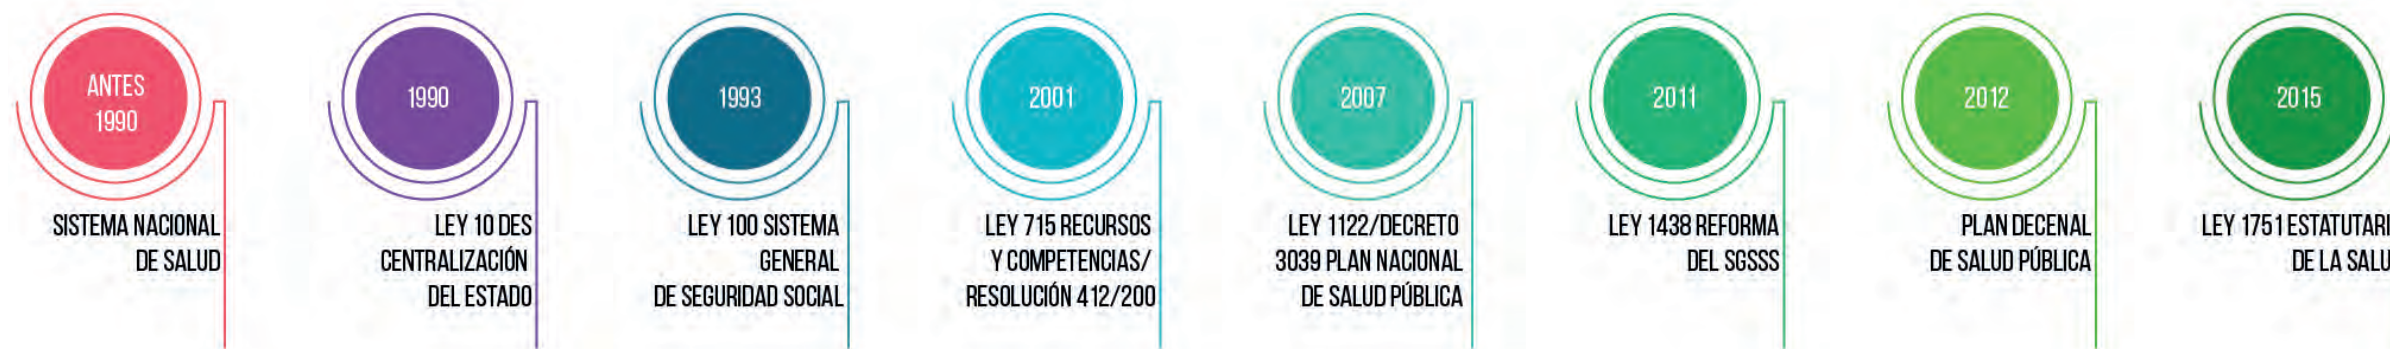 ANTES
1990
SISTEMA NACIONAL
DE SALUD
1990
LEY 10 DES
CENTRALIZACIÓN
DEL ESTADO
1993
LEY 100 SISTEMA
GENERAL
DE SEGURIDAD SOCIAL
2001
LEY 715 RECURSOS
Y COMPETENCIAS/
RESOLUCIÓN 412/200
2007
LEY 1122/DECRETO
3039 PLAN NACIONAL
DE SALUD PÚBLICA
2011
LEY 1438 REFORMA
DEL SGSSS
2012
PLAN DECENAL
DE SALUD PÚBLICA
2015
LEY 1751 ESTATUTARI
DE LA SALU